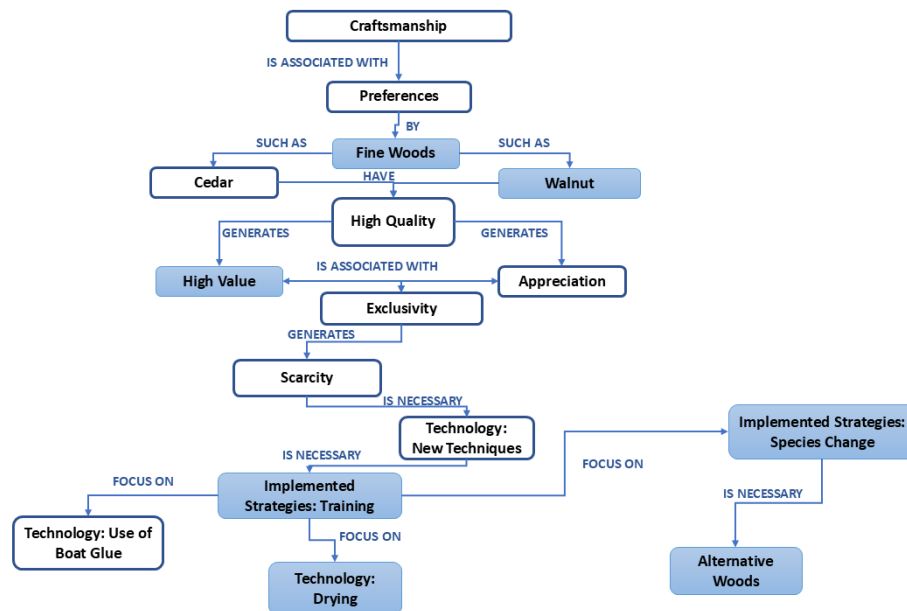 Craftsmanship
IS ASSOCIATED WITH
Preferences
BY
SUCH AS
Fine Woods
SUCH AS
Cedar
HAVE
Walnut
High Quality
GENERATES
GENERATES
IS ASSOCIATED WITH
High Value
Appreciation
Exclusivity
GENERATES
Scarcity
IS NECESSARY
Technology:
New Techniques
Implemented Strategies:
Species Change
IS NECESSARY
FOCUS ON
FOCUS ON
Implemented
Strategies: Training
IS NECESSARY
Technology: Use of
Boat Glue
FOCUS ON
Technology:
Drying
Alternative
Woods